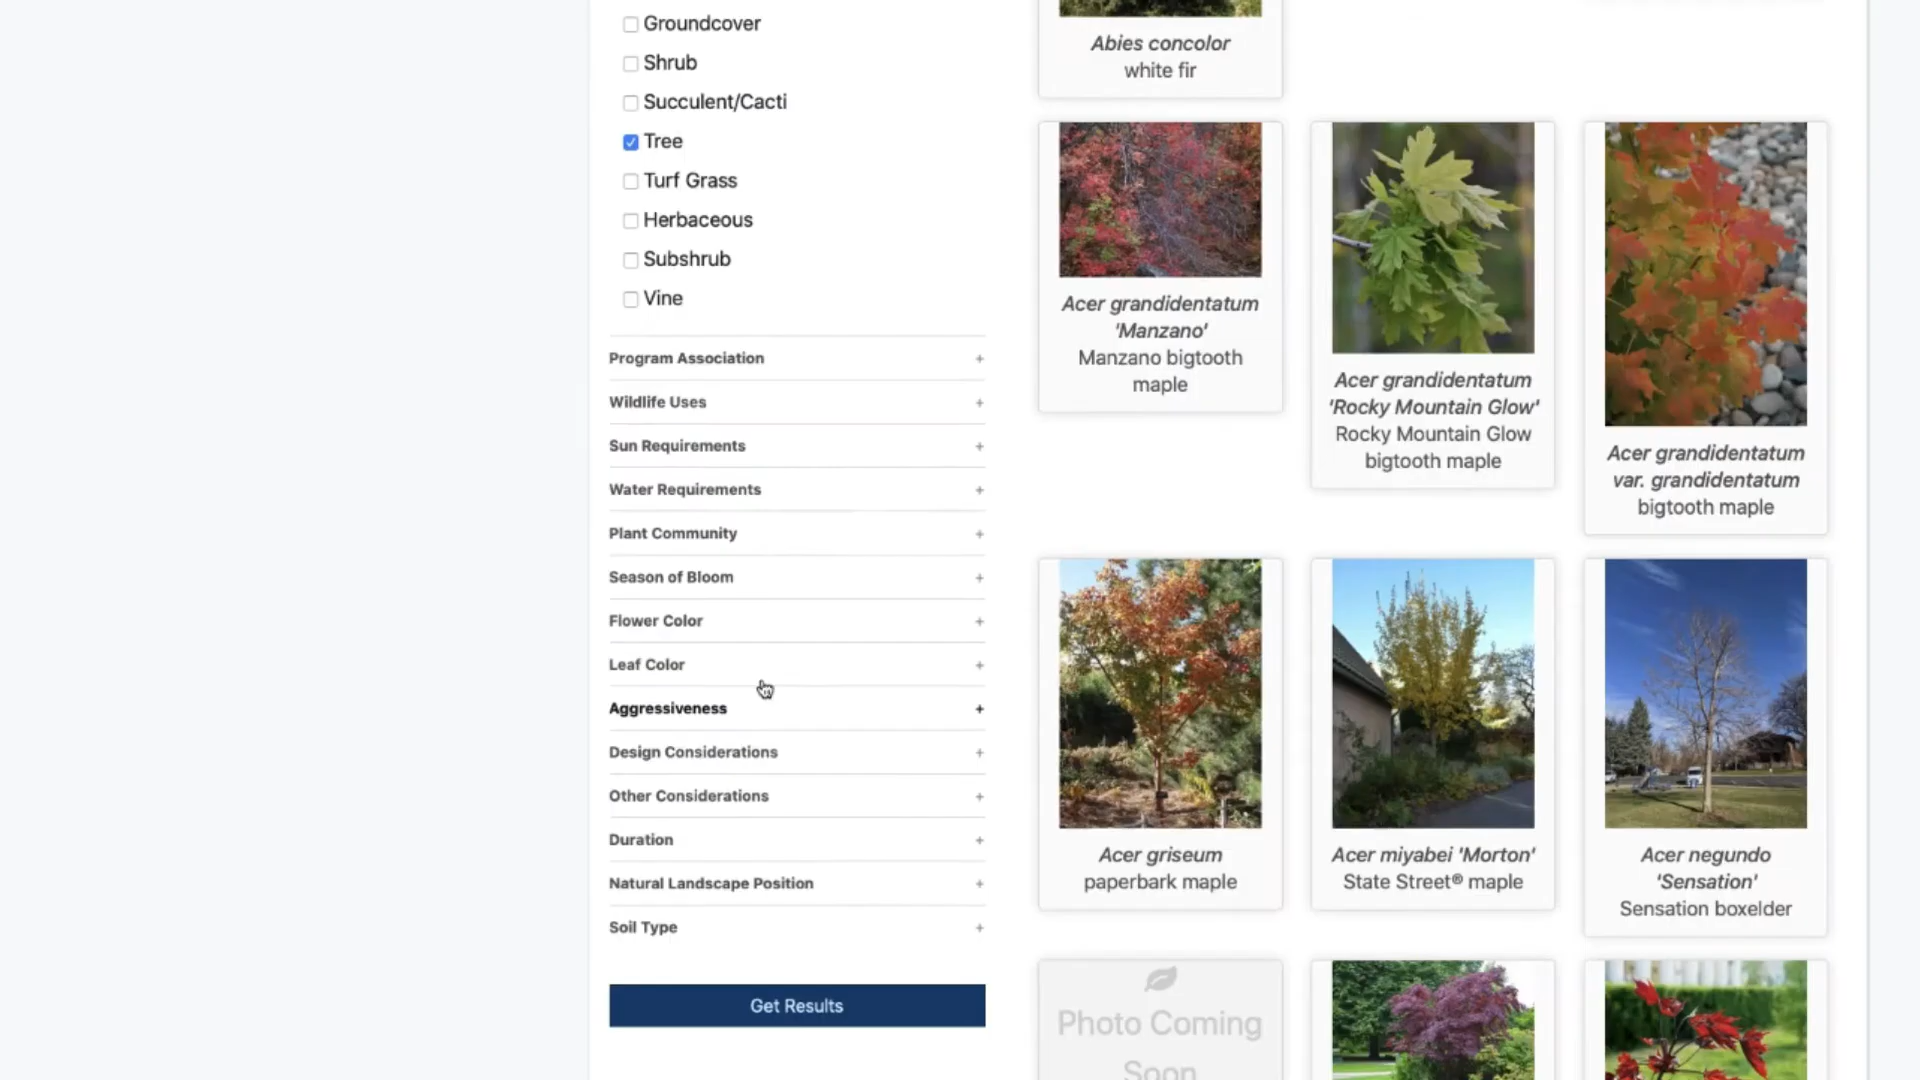 Groundcover
Shrub
Succulent/Cacti
Tree
Turf Grass
Herbaceous
Subshrub
Vine
Program Association +
Wildlife Uses +
Sun Requirements +
Water Requirements +
Plant Community +
Season of Bloom +
Flower Color +
Leaf Color +
Aggressiveness +
Design Considerations +
Other Considerations +
Duration +
Natural Landscape Position +
Soil Type +
Get Results
Abies concolor
white fir
Acer grandidentatum
'Manzano'
Manzano bigtooth
maple
Acer grandidentatum
'Rocky Mountain Glow'
Rocky Mountain Glow
bigtooth maple
Acer grandidentatum
var. grandidentatum
bigtooth maple
Acer griseum
paperbark maple
Acer miyabei 'Morton'
State Street® maple
Acer negundo
'Sensation'
Sensation boxelder
Photo Coming
Soon